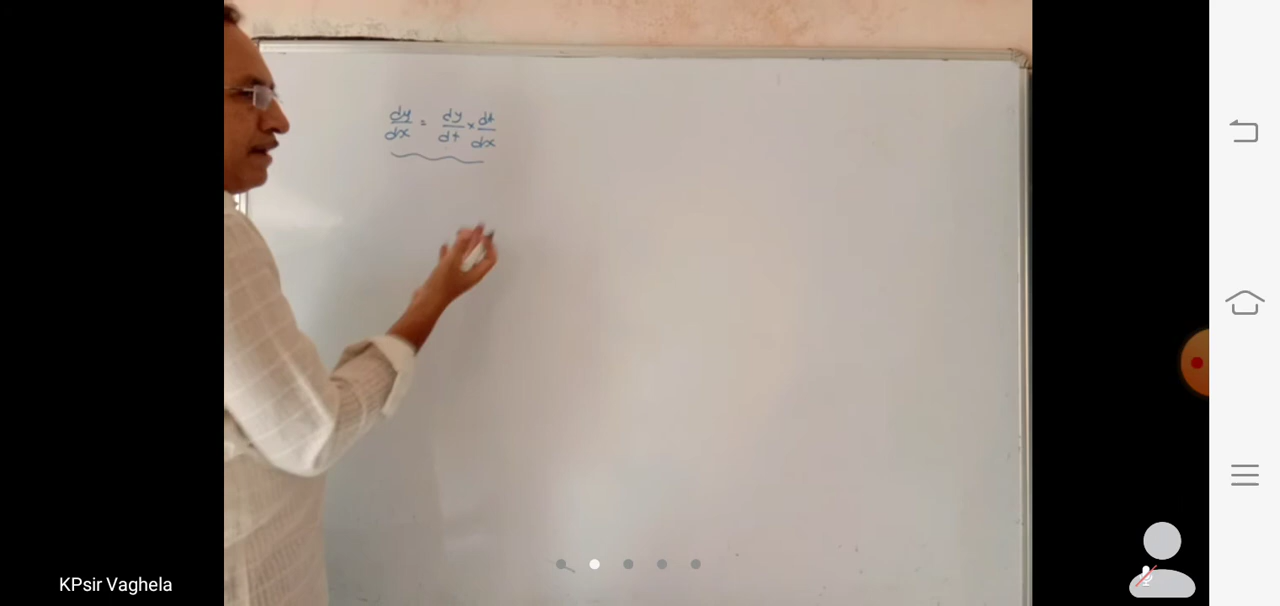 dy/dx = dy/dt × dt/dx
KPsir Vaghela